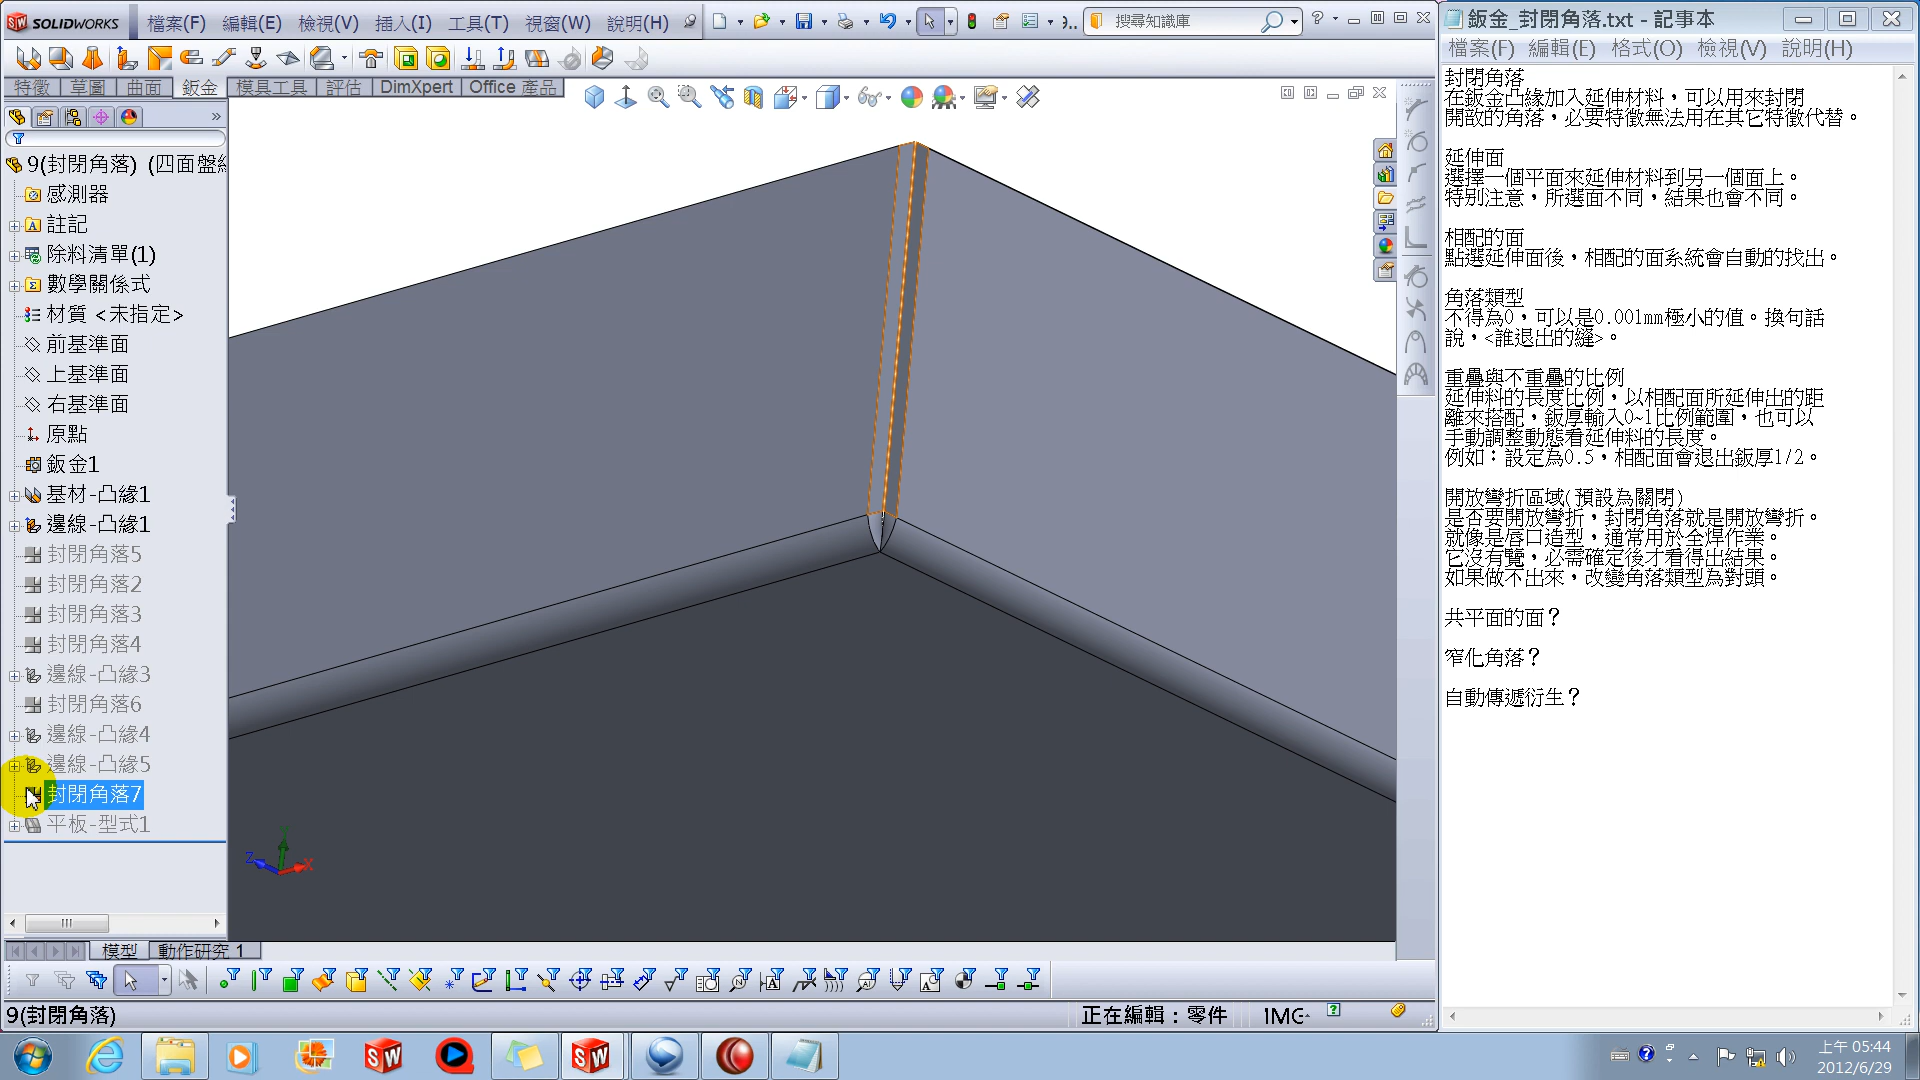 SOLIDWORKS 檔案(F) 編輯(E) 檢視(V) 插入(I) 工具(T) 視窗(W) 說明(H) 搜尋知識庫
特徵 草圖 曲面 鈑金 模具工具 評估 DimXpert Office 產品
9(封閉角落) (四面盤
感測器
註記
除料清單(1)
數學關係式
材質 <未指定>
前基準面
上基準面
右基準面
原點
鈑金1
基材-凸緣1
邊線-凸緣1
封閉角落5
封閉角落2
封閉角落3
封閉角落4
邊線-凸緣3
封閉角落6
邊線-凸緣4
邊線-凸緣5
封閉角落7
平板-型式1
Z X
模型 動作研究 1
9(封閉角落) 正在編輯：零件
鈑金_封閉角落.txt - 記事本
檔案(F) 編輯(E) 格式(O) 檢視(V) 說明(H)
封閉角落
在鈑金凸緣加入延伸材料，可以用來封閉
開啟的角落，必要特徵無法用在其它特徵代替。
延伸面
選擇一個平面來延伸材料到另一個面上。
特別注意，所選面不同，結果也會不同。
相配的面
點選延伸面後，相配的面系統會自動的找出。
角落類型
不得為0，可以是0.001mm極小的值。換句話
說，<誰退出的縫>。
重疊與不重疊的比例
延伸料的長度比例，以相配面所延伸出的距
離來搭配，鈑厚輸入0~1比例範圍，也可以
手動調整動態看延伸料的長度。
例如：設定為0.5，相配面會退出鈑厚1/2。
開放彎折區域(預設為關閉)
是否要開放彎折，封閉角落就是開放彎折。
就像是唇口造型，通常用於全焊作業。
它沒有覽，必需確定後才看得出結果。
如果做不出來，改變角落類型為對頭。
共平面的面？
窄化角落？
自動傳遞衍生？
上午 05:44
2012/6/29